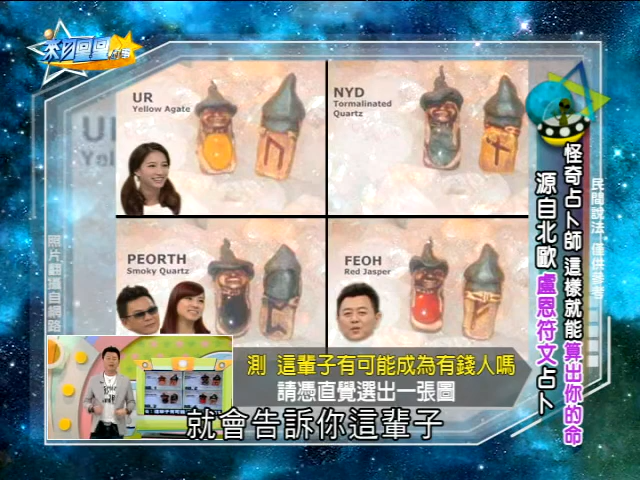 UR
Yellow Agate
NYD
Tormalinated
Quartz
PEORTH
Smoky Quartz
FEOH
Red Jasper
怪奇占卜師 這樣就能算出你的命
源自北歐 盧恩符文占卜
民間說法 僅供參考
照片翻攝自網路
測 這輩子有可能成為有錢人嗎
請憑直覺選出一張圖
就會告訴你這輩子